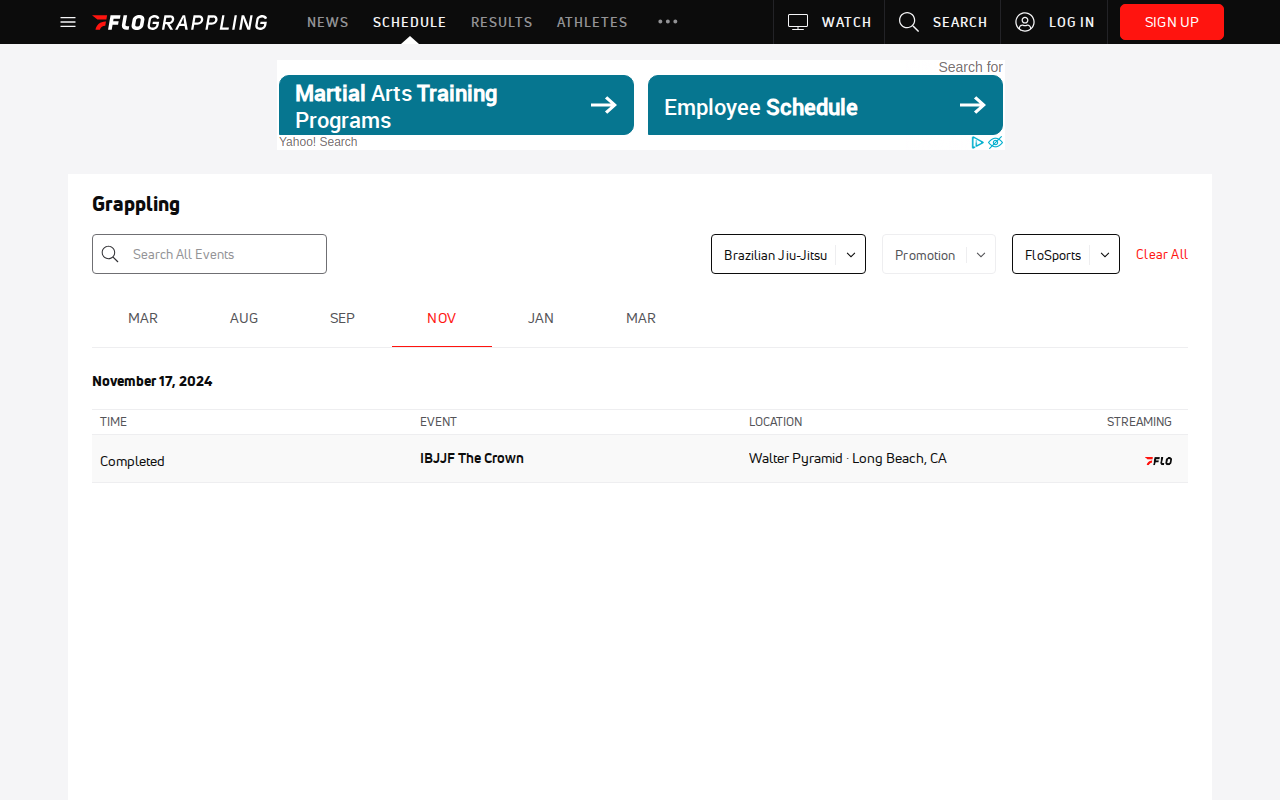 FLOGRAPPLING NEWS SCHEDULE RESULTS ATHLETES WATCH SEARCH LOG IN SIGN UP
Search for
Martial Arts Training
Programs
Employee Schedule
Yahoo! Search
Grappling
Search All Events Brazilian Jiu-Jitsu Promotion FloSports Clear All
MAR AUG SEP NOV JAN MAR
November 17, 2024
TIME EVENT LOCATION STREAMING
Completed IBJJF The Crown Walter Pyramid · Long Beach, CA FLO